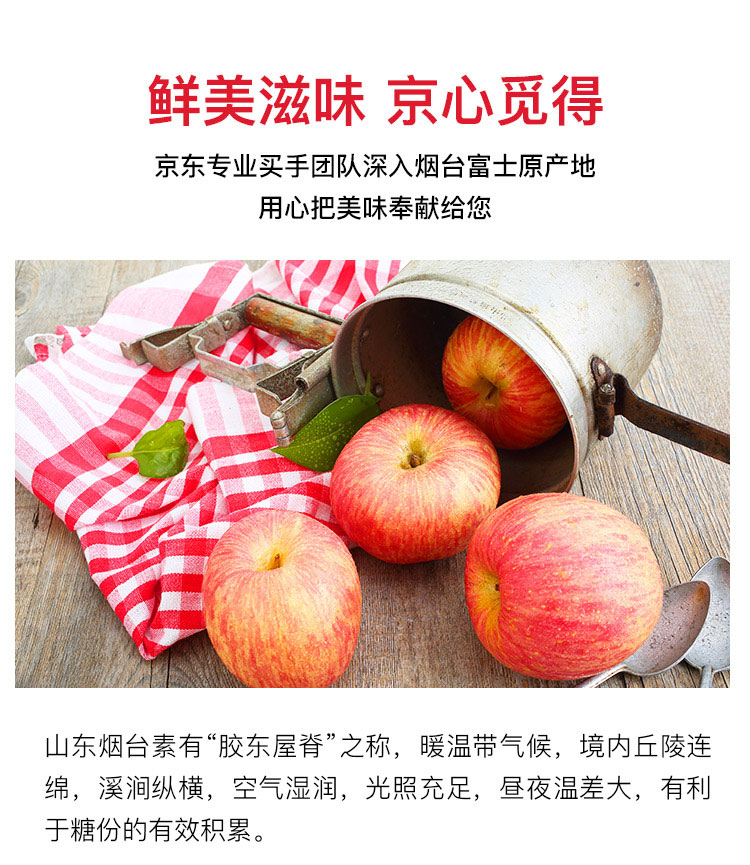 鲜美滋味 京心觅得
京东专业买手团队深入烟台富士原产地
用心把美味奉献给您
山东烟台素有“胶东屋脊”之称，暖温带气候，境内丘陵连
绵，溪涧纵横，空气湿润，光照充足，昼夜温差大，有利
于糖份的有效积累。